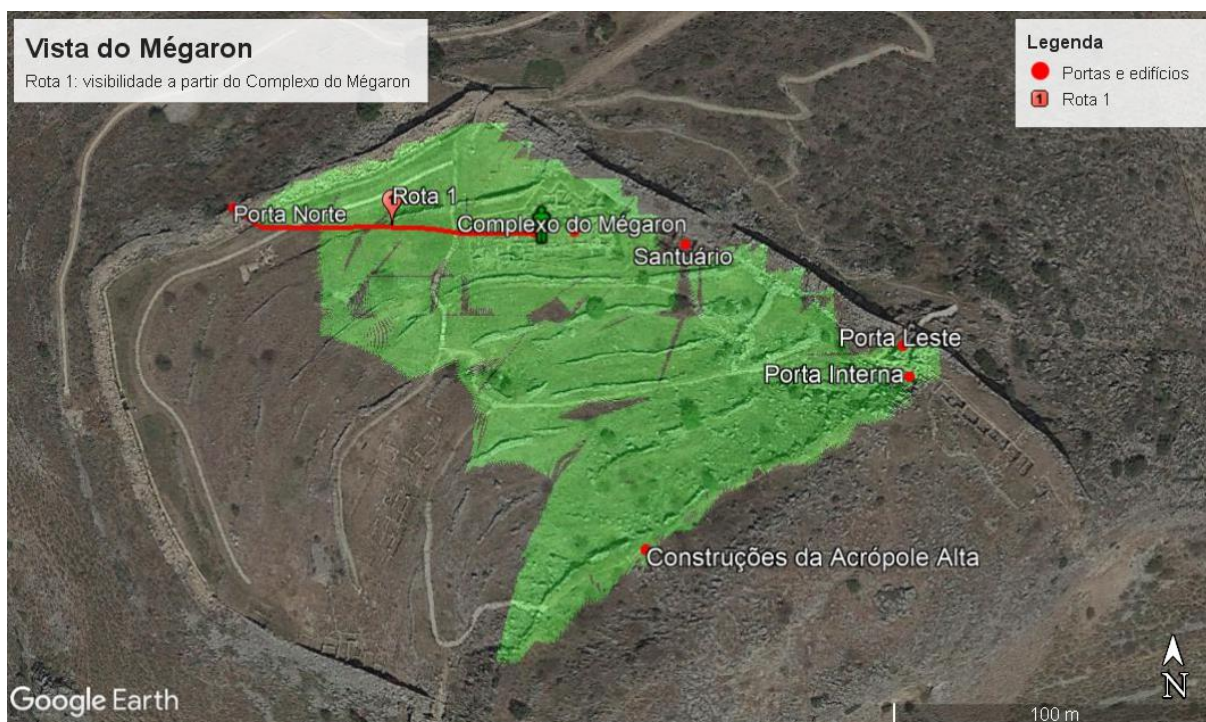 Vista do Mégaron
Rota 1: visibilidade a partir do Complexo do Mégaron
Legenda
Portas e edifícios
1 Rota 1
Rota 1
Porta Norte
Complexo do Mégaron
Santuário
Porta Leste
Porta Interna
Construções da Acrópole Alta
Google Earth
N
100 m